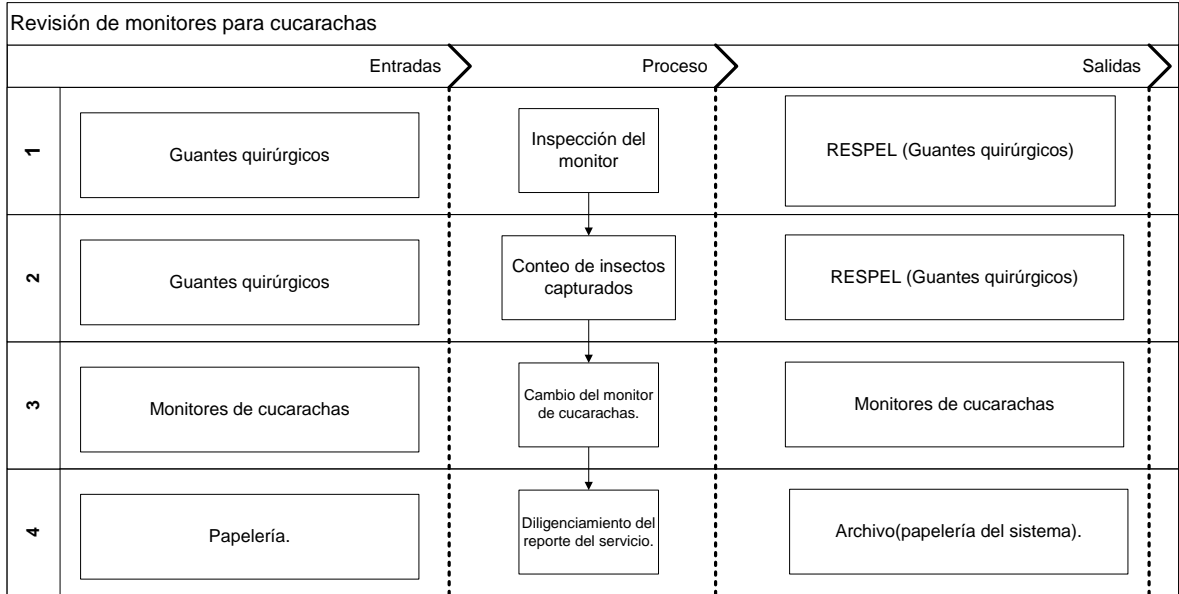 Revisión de monitores para cucarachas
Entradas
Proceso
Salidas
1
Guantes quirúrgicos
Inspección del
monitor
RESPEL (Guantes quirúrgicos)
2
Guantes quirúrgicos
Conteo de insectos
capturados
RESPEL (Guantes quirúrgicos)
3
Monitores de cucarachas
Cambio del monitor
de cucarachas.
Monitores de cucarachas
4
Papelería.
Diligenciamiento del
reporte del servicio.
Archivo(papelería del sistema).